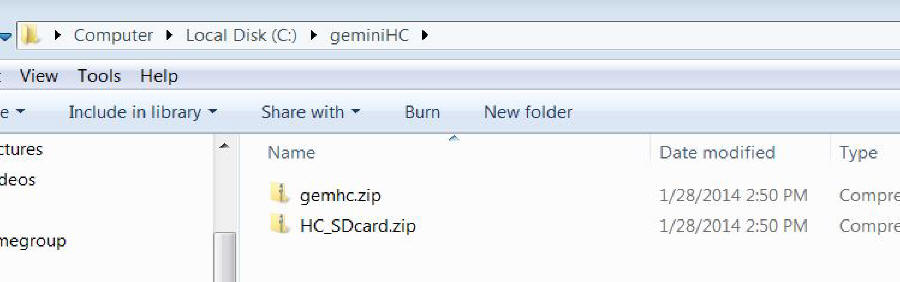 Computer Local Disk (C:) geminiHC
View Tools Help
Include in library Share with Burn New folder
Name Date modified Type
ctures
deos
gemhc.zip 1/28/2014 2:50 PM Compre
HC_SDcard.zip 1/28/2014 2:50 PM Compre
megroup